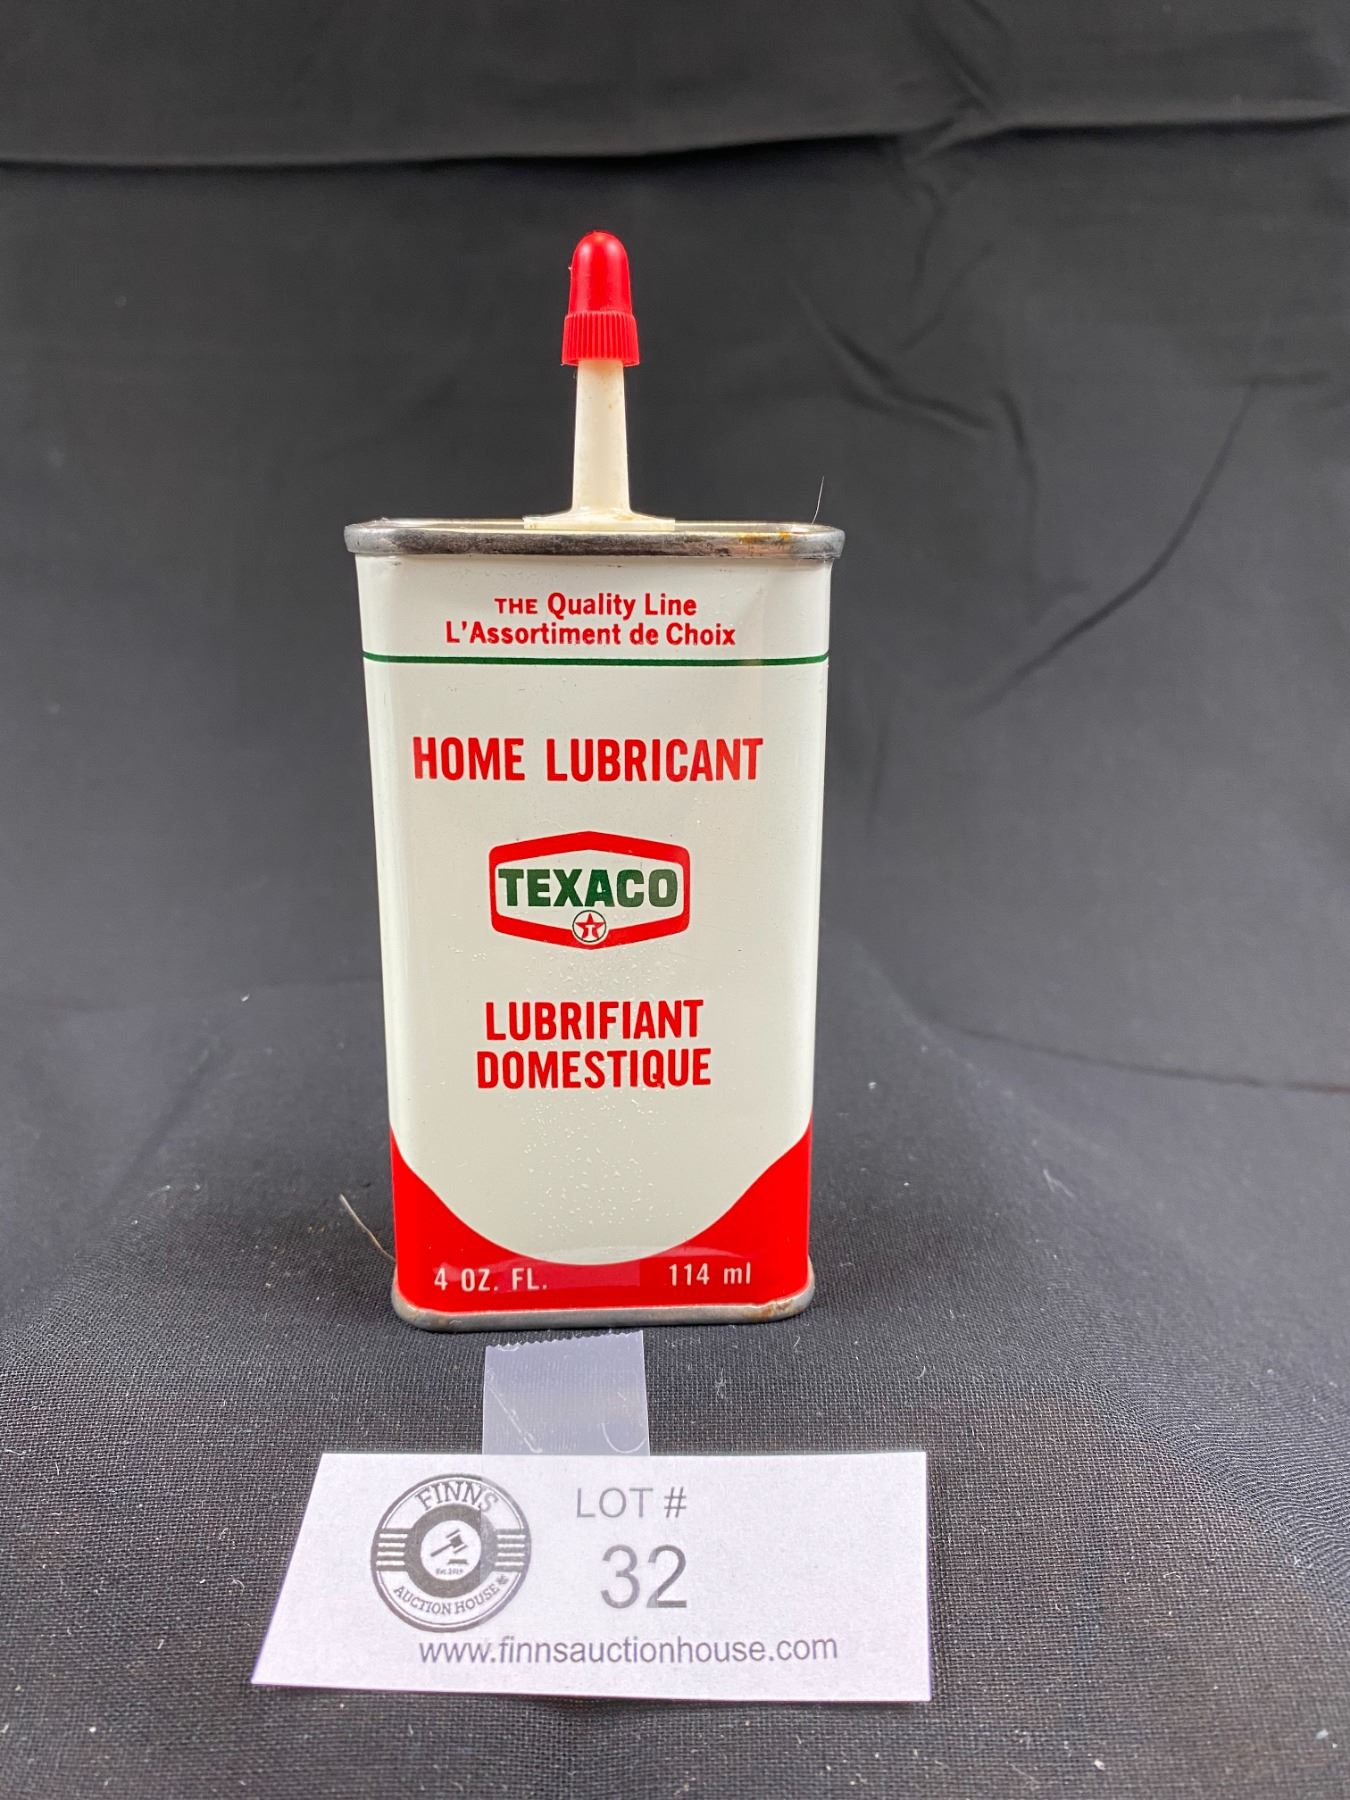 THE Quality Line
L'Assortiment de Choix
HOME LUBRICANT
TEXACO
T
LUBRIFIANT
DOMESTIQUE
4 OZ. FL. 114 ml
FINNS
AUCTION HOUSE
LOT #
32
www.finnsauctionhouse.com